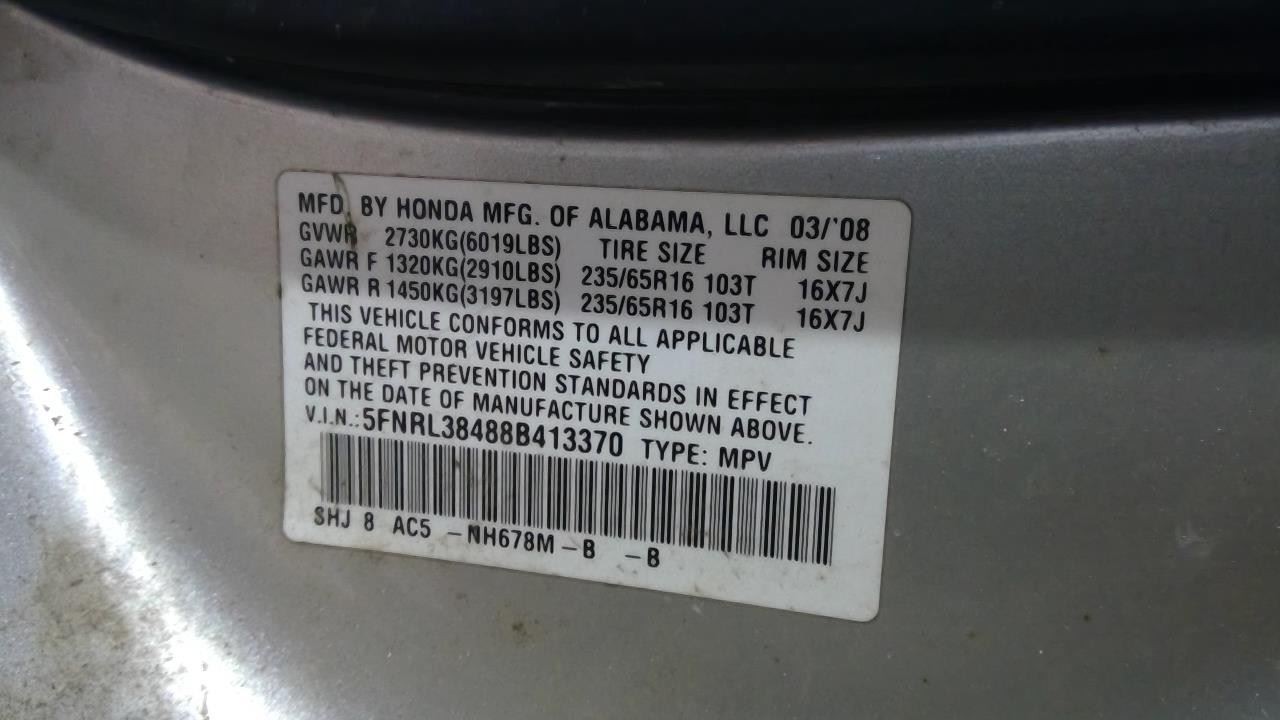 MFD. BY HONDA MFG. OF ALABAMA, LLC 03/'08
GVWR 2730KG(6019LBS) TIRE SIZE RIM SIZE
GAWR F 1320KG(2910LBS) 235/65R16 103T 16X7J
GAWR R 1450KG(3197LBS) 235/65R16 103T 16X7J
THIS VEHICLE CONFORMS TO ALL APPLICABLE
FEDERAL MOTOR VEHICLE SAFETY
AND THEFT PREVENTION STANDARDS IN EFFECT
ON THE DATE OF MANUFACTURE SHOWN ABOVE.
V.I.N.:5FNRL38488B413370 TYPE: MPV
SHJ 8 AC5 -NH678M-B -B